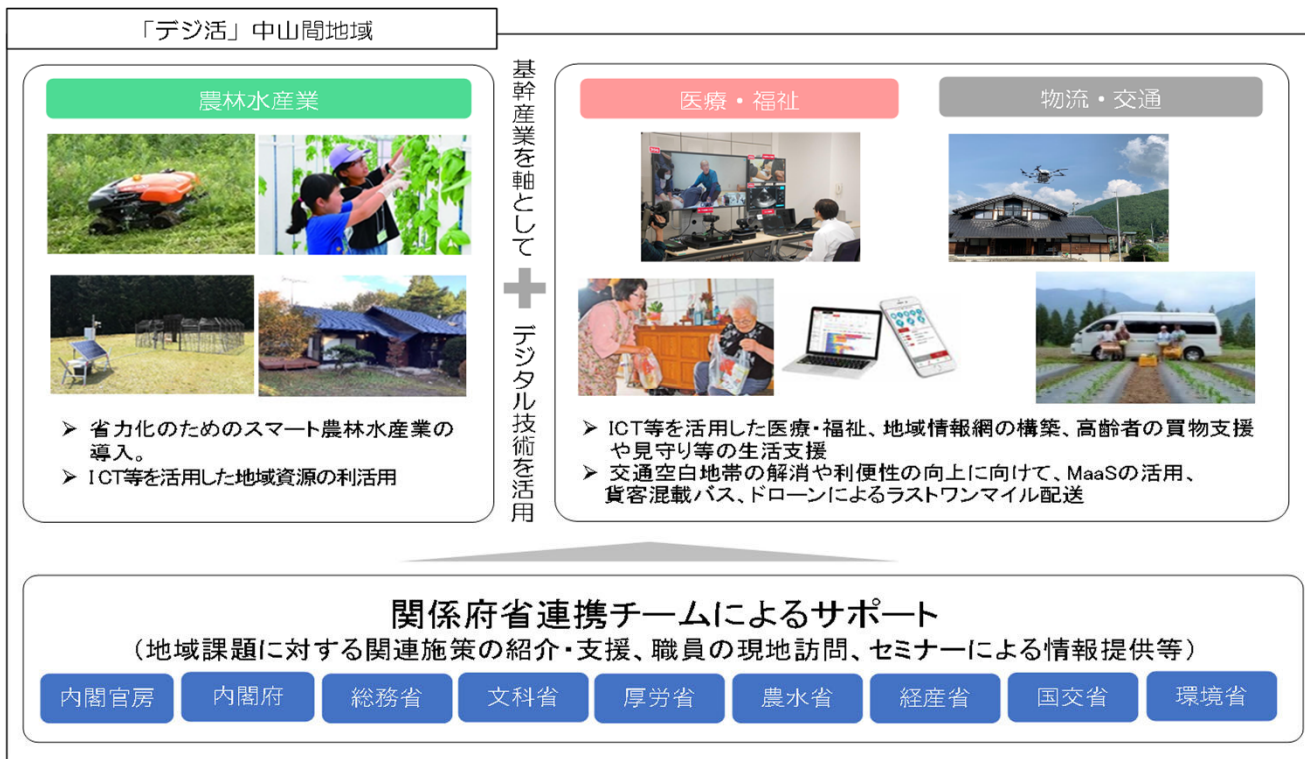 「デジ活」中山間地域
農林水産業
➢ 省力化のためのスマート農林水産業の
導入。
➢ ICT等を活用した地域資源の利活用
基幹産業を軸として
+
デジタル技術を活用
医療・福祉
物流・交通
➢ ICT等を活用した医療・福祉、地域情報網の構築、高齢者の買物支援
や見守り等の生活支援
➢ 交通空白地帯の解消や利便性の向上に向けて、MaaSの活用、
貨客混載バス、ドローンによるラストワンマイル配送
関係府省連携チームによるサポート
(地域課題に対する関連施策の紹介・支援、職員の現地訪問、セミナーによる情報提供等)
内閣官房
内閣府
総務省
文科省
厚労省
農水省
経産省
国交省
環境省